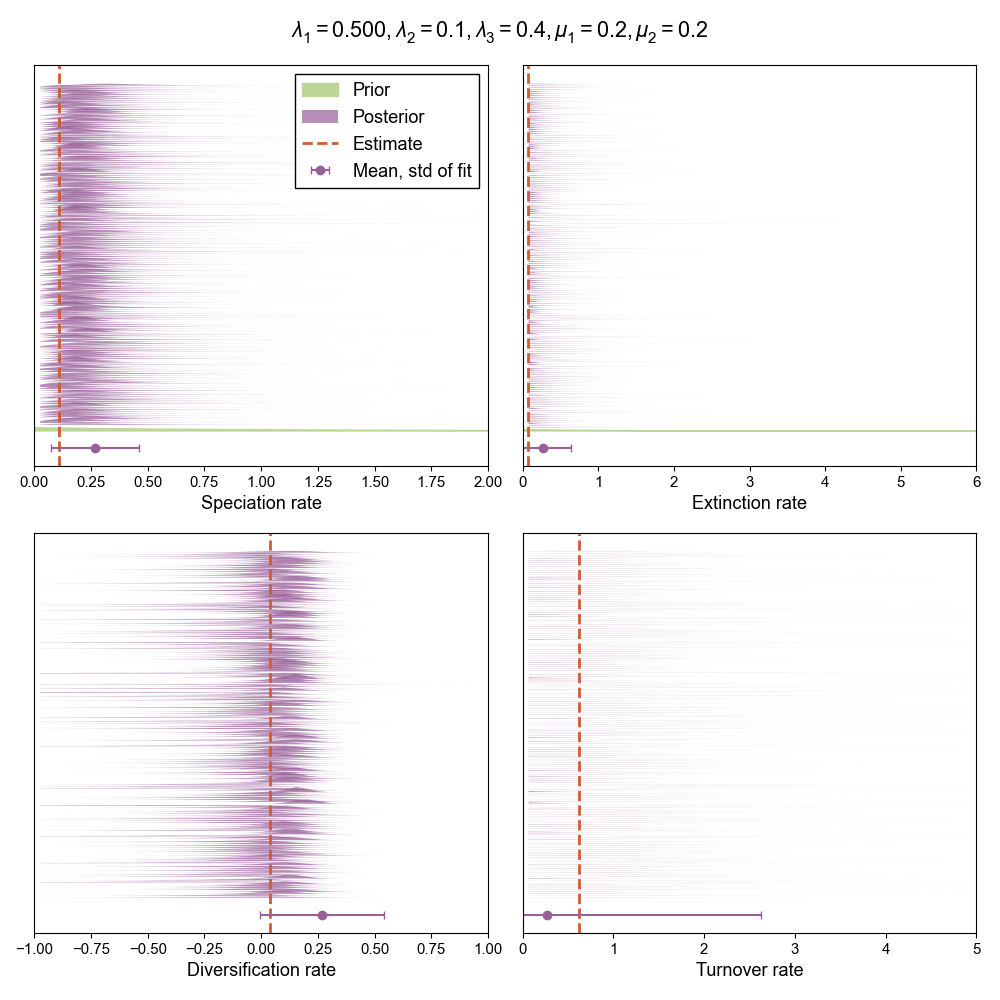 λ₁ = 0.500, λ₂ = 0.1, λ₃ = 0.4, μ₁ = 0.2, μ₂ = 0.2
Prior
Posterior
Estimate
Mean, std of fit
0.00 0.25 0.50 0.75 1.00 1.25 1.50 1.75 2.00
Speciation rate
0 1 2 3 4 5 6
Extinction rate
−1.00 −0.75 −0.50 −0.25 0.00 0.25 0.50 0.75 1.00
Diversification rate
0 1 2 3 4 5
Turnover rate